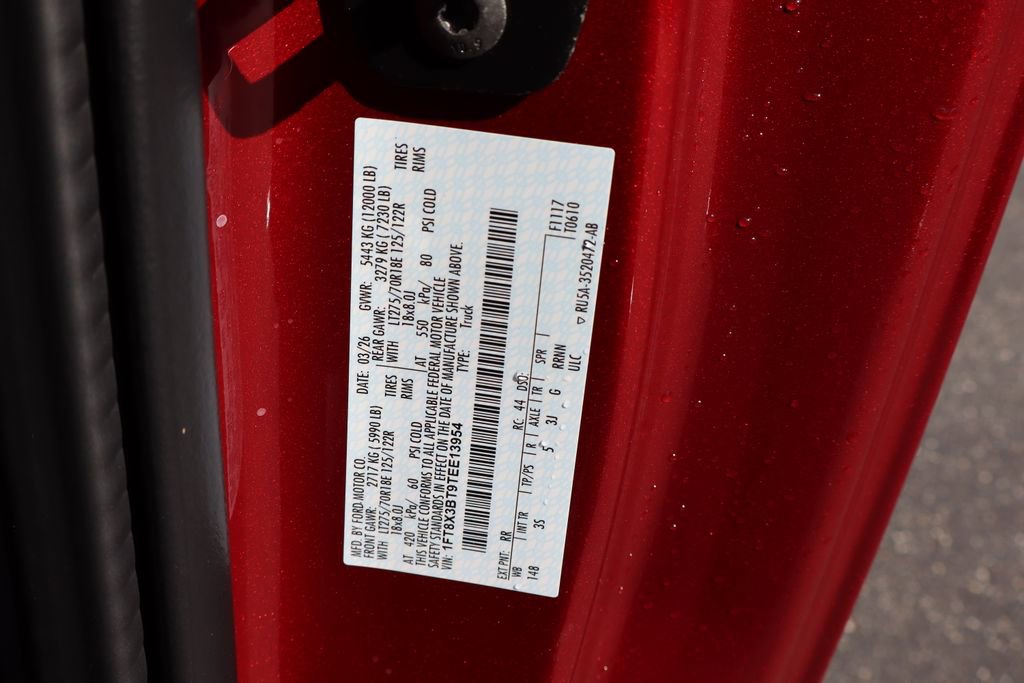 MFD. BY FORD MOTOR CO. DATE: 03/26 GVWR: 5443 KG (12000 LB)
FRONT GAWR: 2717 KG ( 5990 LB) REAR GAWR: 3279 KG ( 7230 LB)
WITH LT275/70R18E 125/122R TIRES WITH LT275/70R18E 125/122R TIRES
18x8.0J RIMS 18x8.0J RIMS
AT 420 kPa/ 60 PSI COLD AT 550 kPa/ 80 PSI COLD
THIS VEHICLE CONFORMS TO ALL APPLICABLE FEDERAL MOTOR VEHICLE
SAFETY STANDARDS IN EFFECT ON THE DATE OF MANUFACTURE SHOWN ABOVE.
VIN: 1FT8X3BT9TEE13954 TYPE: Truck
EXT PNT: RR RC: 44 DSO: F1117
WB INT TR TP/PS R AXLE TR SPR T0610
148 3S 5 3J G RRNN
ULC ▽ RU5A-3520472-AB